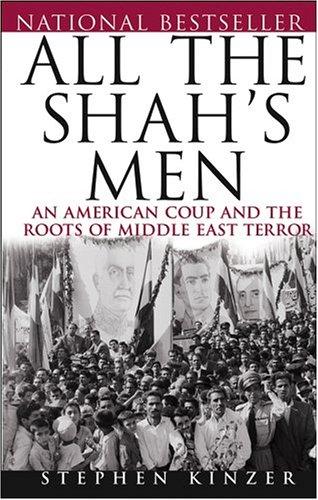 NATIONAL BESTSELLER
ALL THE
SHAH'S
MEN
AN AMERICAN COUP AND THE
ROOTS OF MIDDLE EAST TERROR
STEPHEN KINZER